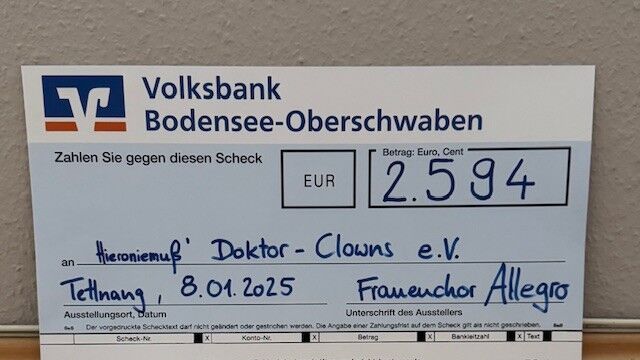 Volksbank
Bodensee-Oberschwaben
Zahlen Sie gegen diesen Scheck
EUR
Betrag: Euro, Cent
2.594
an Hieroniemuß' Doktor-Clowns e.V.
Tettnang, 8.01.2025 Frauenchor Allegro
Ausstellungsort, Datum Unterschrift des Ausstellers
Der vorgedruckte Schecktext darf nicht geändert oder gestrichen werden. Die Angabe einer Zahlungsfrist auf dem Scheck gilt als nicht geschrieben.
Scheck-Nr. X Konto-Nr. X Betrag X Bankleitzahl X Text